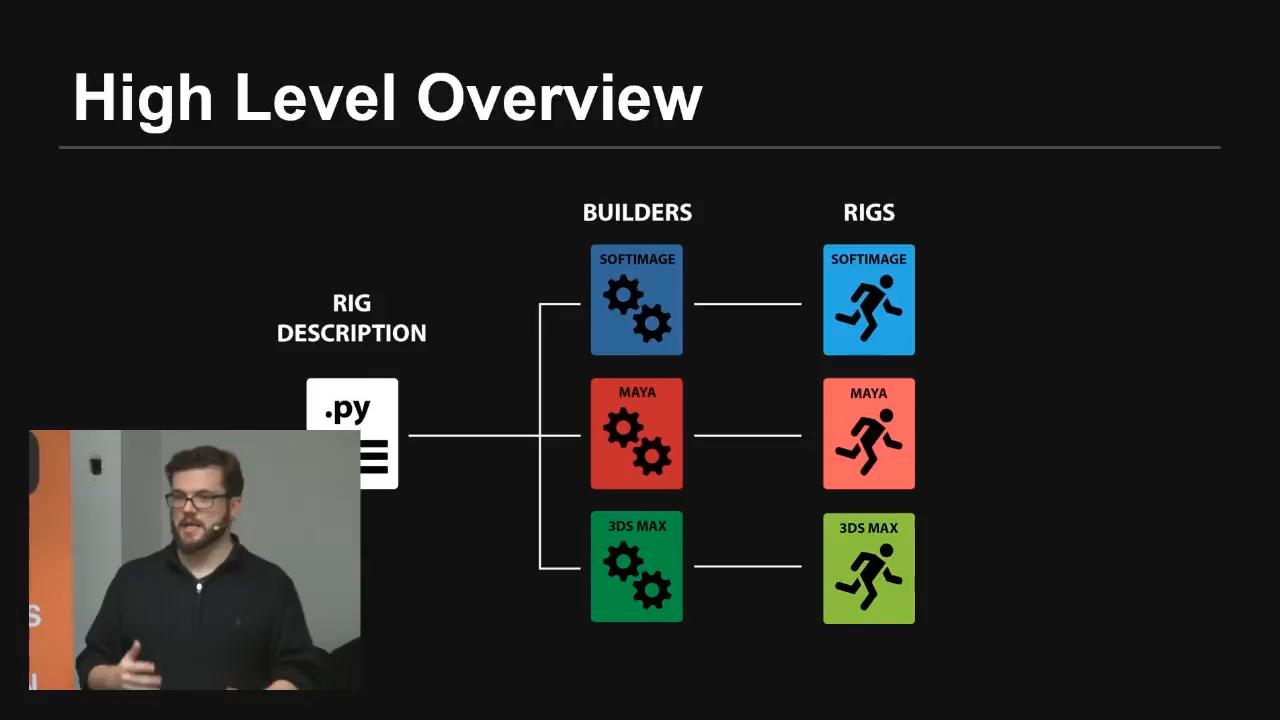 High Level Overview
BUILDERS
RIGS
SOFTIMAGE
SOFTIMAGE
RIG
DESCRIPTION
.py
MAYA
MAYA
3DS MAX
3DS MAX
S
N